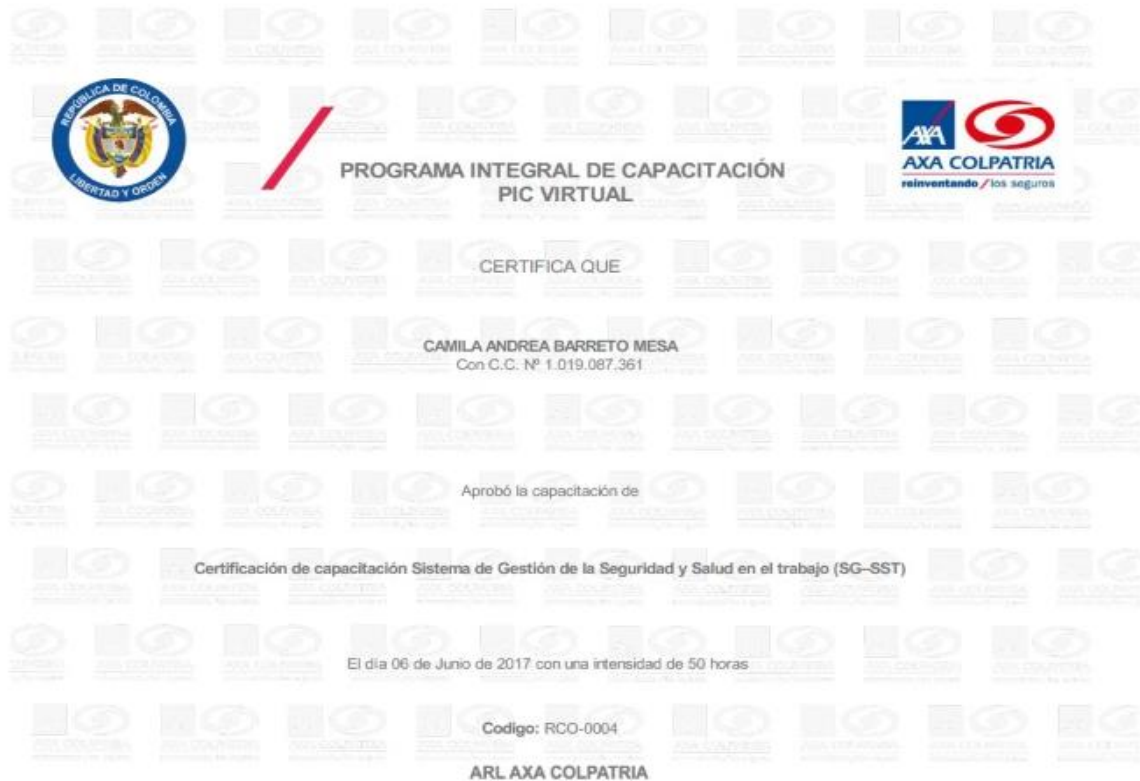 REPÚBLICA DE COLOMBIA
LIBERTAD Y ORDEN
AXA
AXA COLPATRIA
reinventando / los seguros
PROGRAMA INTEGRAL DE CAPACITACIÓN
PIC VIRTUAL
CERTIFICA QUE
CAMILA ANDREA BARRETO MESA
Con C.C. Nº 1.019.087.361
Aprobó la capacitación de
Certificación de capacitación Sistema de Gestión de la Seguridad y Salud en el trabajo (SG–SST)
El día 06 de Junio de 2017 con una intensidad de 50 horas
Codigo: RCO-0004
ARL AXA COLPATRIA